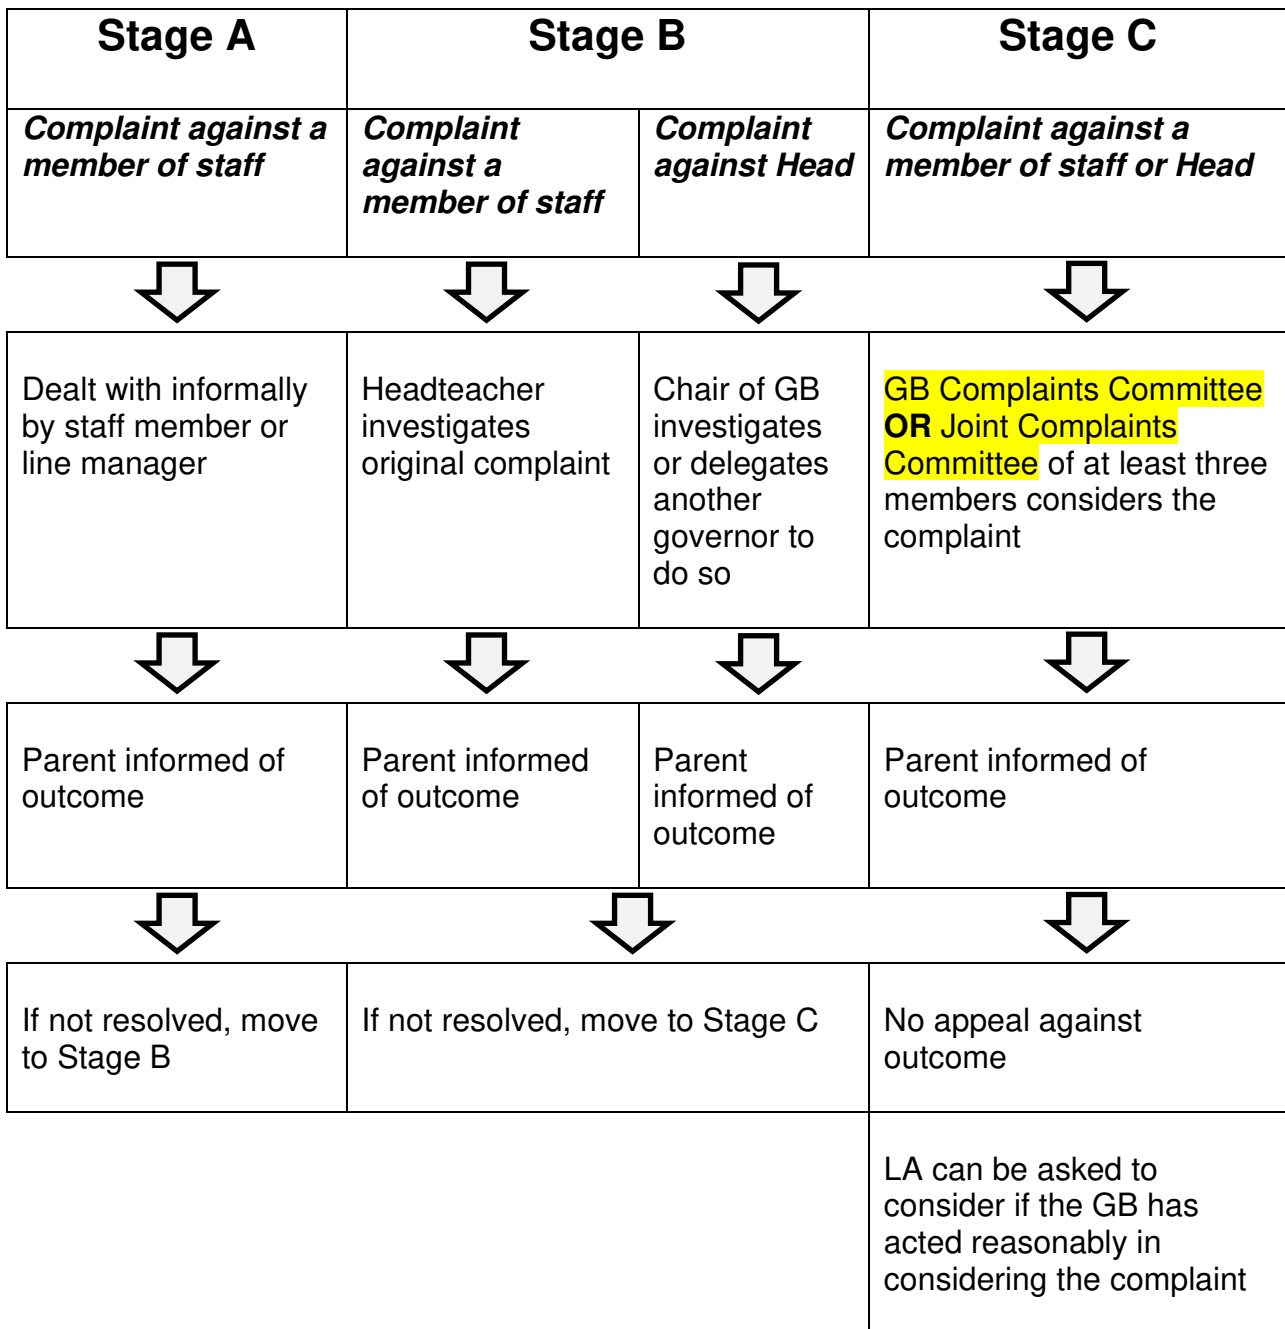 Stage A
Stage B
Stage C
Complaint against a
member of staff
Complaint
against a
member of staff
Complaint
against Head
Complaint against a
member of staff or Head
Dealt with informally
by staff member or
line manager
Headteacher
investigates
original complaint
Chair of GB
investigates
or delegates
another
governor to
do so
GB Complaints Committee
OR Joint Complaints
Committee of at least three
members considers the
complaint
Parent informed of
outcome
Parent informed
of outcome
Parent
informed of
outcome
Parent informed of
outcome
If not resolved, move
to Stage B
If not resolved, move to Stage C
No appeal against
outcome
LA can be asked to
consider if the GB has
acted reasonably in
considering the complaint